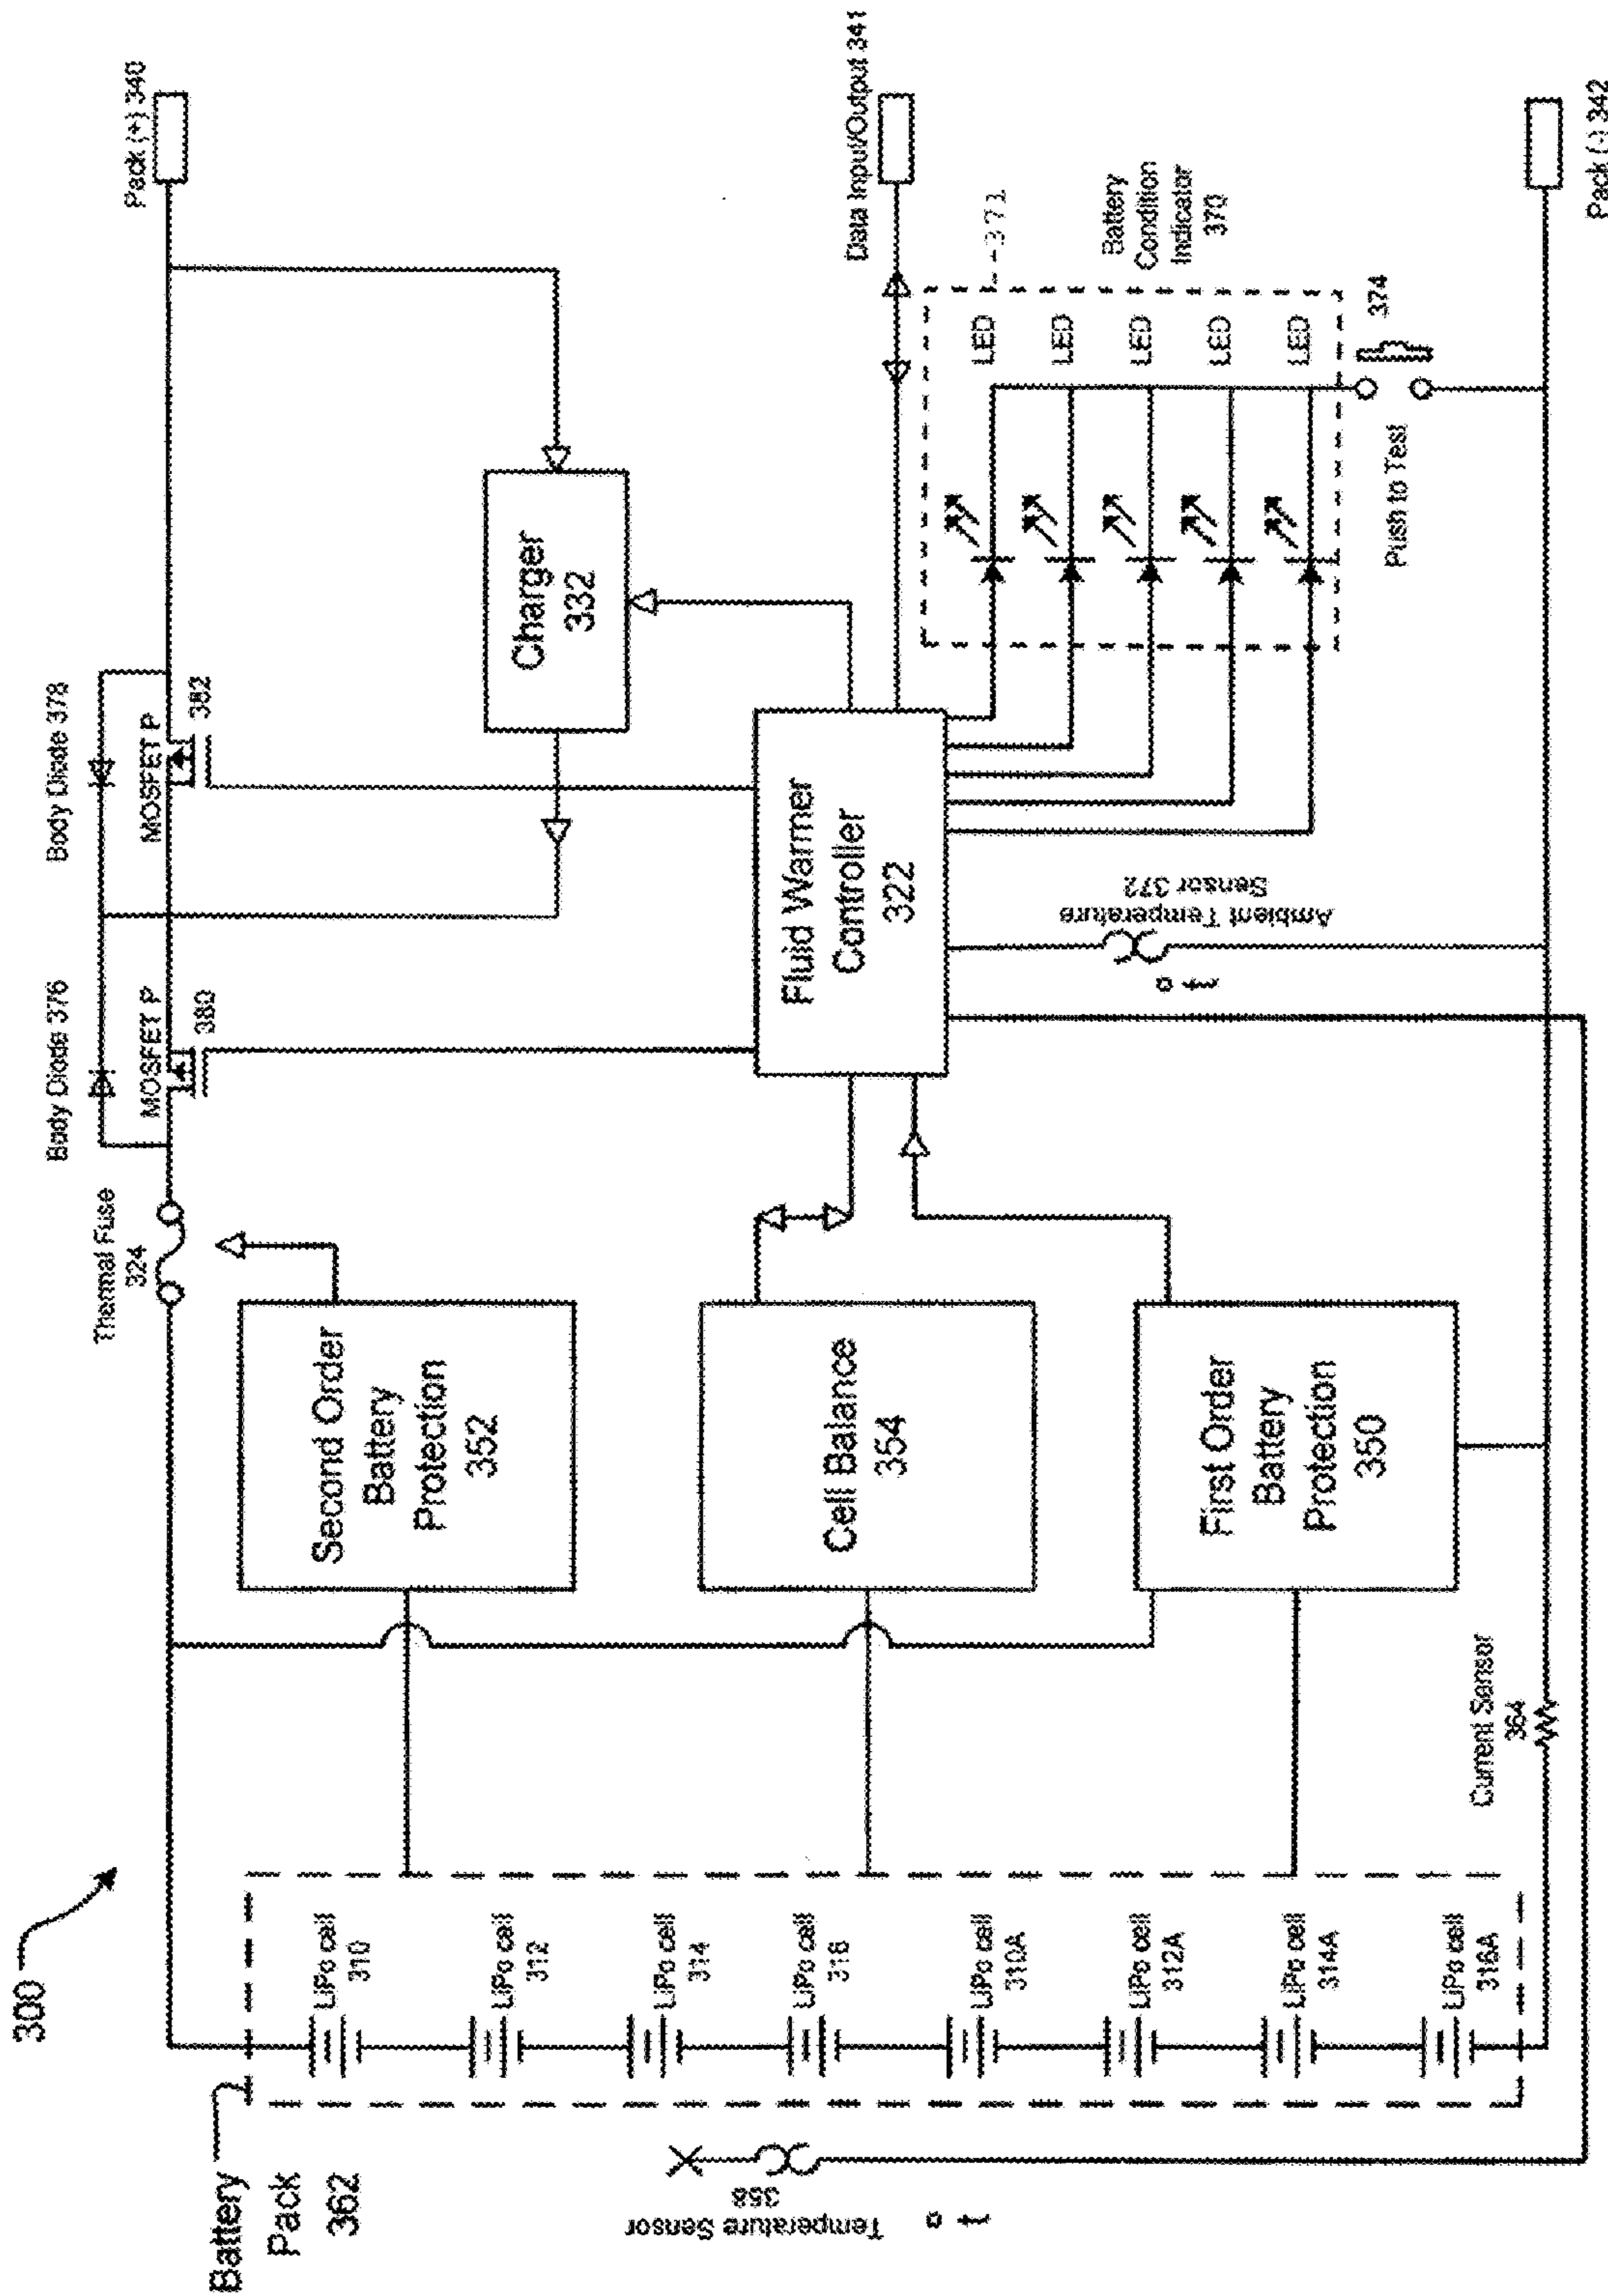 300
Battery
Pack
362
Temperature Sensor
358
LiPo cell
310
LiPo cell
312
LiPo cell
314
LiPo cell
316
LiPo cell
310A
LiPo cell
312A
LiPo cell
314A
LiPo cell
316A
Current Sensor
364
Second Order
Battery
Protection
352
Cell Balance
354
First Order
Battery
Protection
350
Thermal Fuse
324
Body Diode 376
MOSFET P
380
Body Diode 378
MOSFET P
382
Fluid Warmer
Controller
322
Ambient Temperature
Sensor 372
Charger
332
LED
LED
LED
LED
LED
371
Battery
Condition
Indicator
370
Push to Test
374
Pack (+) 340
Data Input/Output 341
Pack (-) 342
t
t